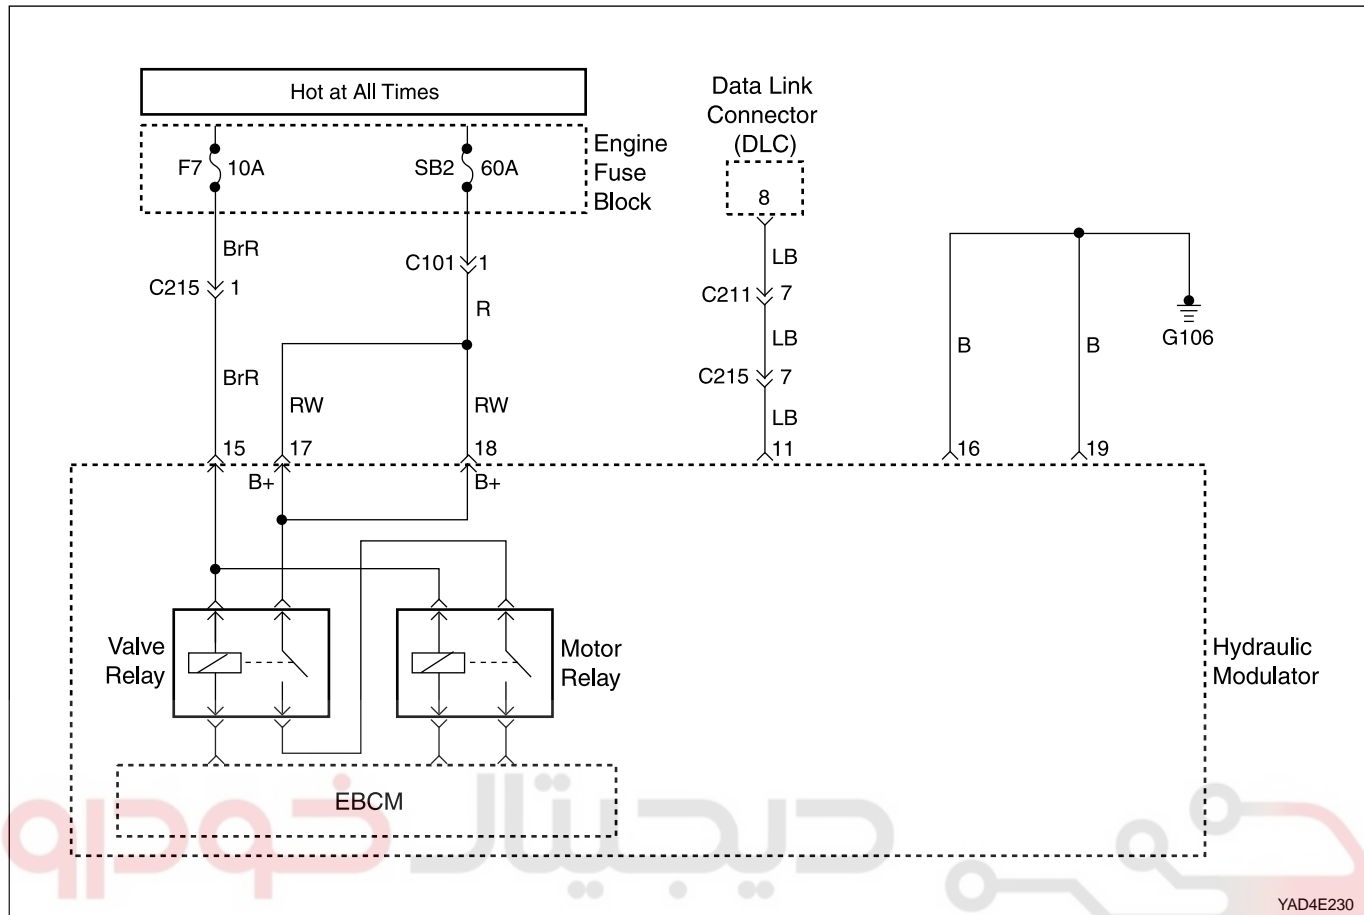 Hot at All Times
Data Link
Connector
(DLC)
Engine
Fuse
Block
F7 10A
SB2 60A
8
BrR
LB
C101 1
C215 1
C211 7
R
LB
G106
B
B
BrR
C215 7
RW
RW
LB
15
17
18
11
16
19
B+
B+
Valve
Relay
Motor
Relay
Hydraulic
Modulator
EBCM
دیجیتال خودرو
YAD4E230